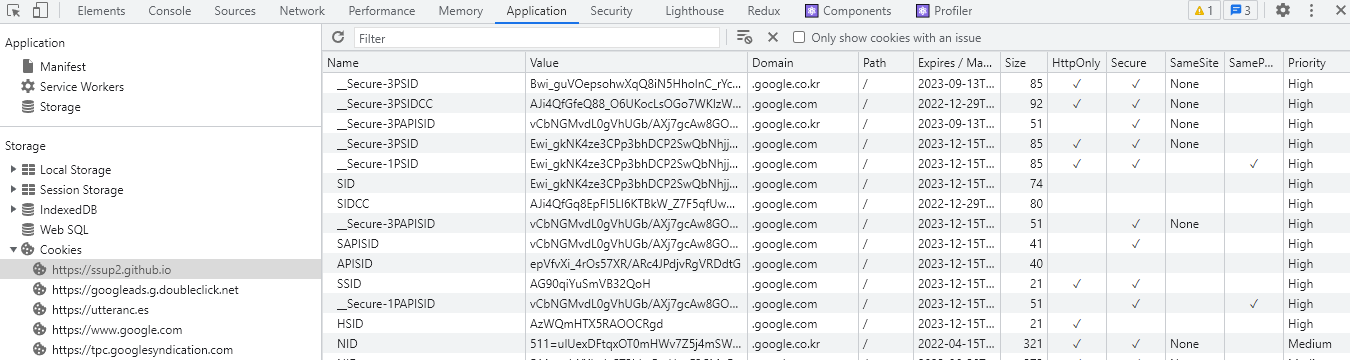 Elements Console Sources Network Performance Memory Application Security Lighthouse Redux Components Profiler 1 3
Application
Manifest
Service Workers
Storage
Storage
Local Storage
Session Storage
IndexedDB
Web SQL
Cookies
https://ssup2.github.io
https://googleads.g.doubleclick.net
https://utteranc.es
https://www.google.com
https://tpc.googlesyndication.com
Filter Only show cookies with an issue
Name Value Domain Path Expires / Ma... Size HttpOnly Secure SameSite SameP... Priority
__Secure-3PSID Bwi_guVOepsohwXqQ8iN5HholnC_rYc... .google.co.kr / 2023-09-13T... 85 ✓ ✓ None High
__Secure-3PSIDCC AJi4QfGfeQ88_O6UKocLsOGo7WKIzW... .google.com / 2022-12-29T... 92 ✓ ✓ None High
__Secure-3PAPISID vCbNGMvdL0gVhUGb/AXj7gcAw8GO... .google.co.kr / 2023-09-13T... 51 ✓ None High
__Secure-3PSID Ewi_gkNK4ze3CPp3bhDCP2SwQbNhjj... .google.com / 2023-12-15T... 85 ✓ ✓ None High
__Secure-1PSID Ewi_gkNK4ze3CPp3bhDCP2SwQbNhjj... .google.com / 2023-12-15T... 85 ✓ ✓ ✓ High
SID Ewi_gkNK4ze3CPp3bhDCP2SwQbNhjj... .google.com / 2023-12-15T... 74 High
SIDCC AJi4QfGq8EpFI5LI6KTBkW_Z7F5qfUw... .google.com / 2022-12-29T... 80 High
__Secure-3PAPISID vCbNGMvdL0gVhUGb/AXj7gcAw8GO... .google.com / 2023-12-15T... 51 ✓ None High
SAPISID vCbNGMvdL0gVhUGb/AXj7gcAw8GO... .google.com / 2023-12-15T... 41 ✓ High
APISID epVfvXi_4rOs57XR/ARc4JPdjvRgVRDdtG .google.com / 2023-12-15T... 40 High
SSID AG90qiYuSmVB32QoH .google.com / 2023-12-15T... 21 ✓ ✓ High
__Secure-1PAPISID vCbNGMvdL0gVhUGb/AXj7gcAw8GO... .google.com / 2023-12-15T... 51 ✓ ✓ High
HSID AzWQmHTX5RAOOCRgd .google.com / 2023-12-15T... 21 ✓ High
NID 511=uIUexDFtqxOT0mHWv7Z5j4mSW... .google.com / 2022-04-15T... 321 ✓ ✓ None Medium